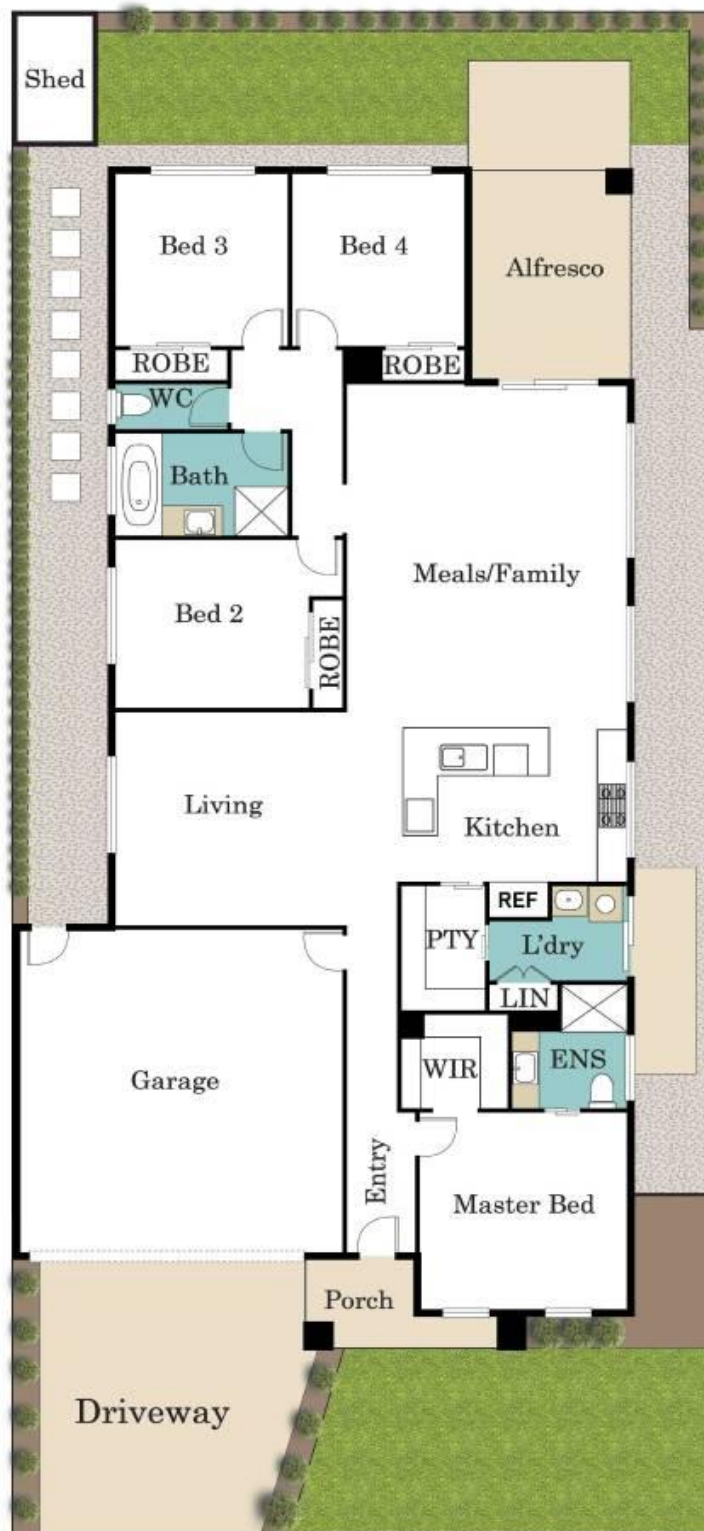 Shed
Bed 3
Bed 4
Alfresco
ROBE
ROBE
WC
Bath
Meals/Family
Bed 2
ROBE
Living
Kitchen
REF
PTY
L'dry
LIN
WIR
ENS
Garage
Entry
Master Bed
Porch
Driveway